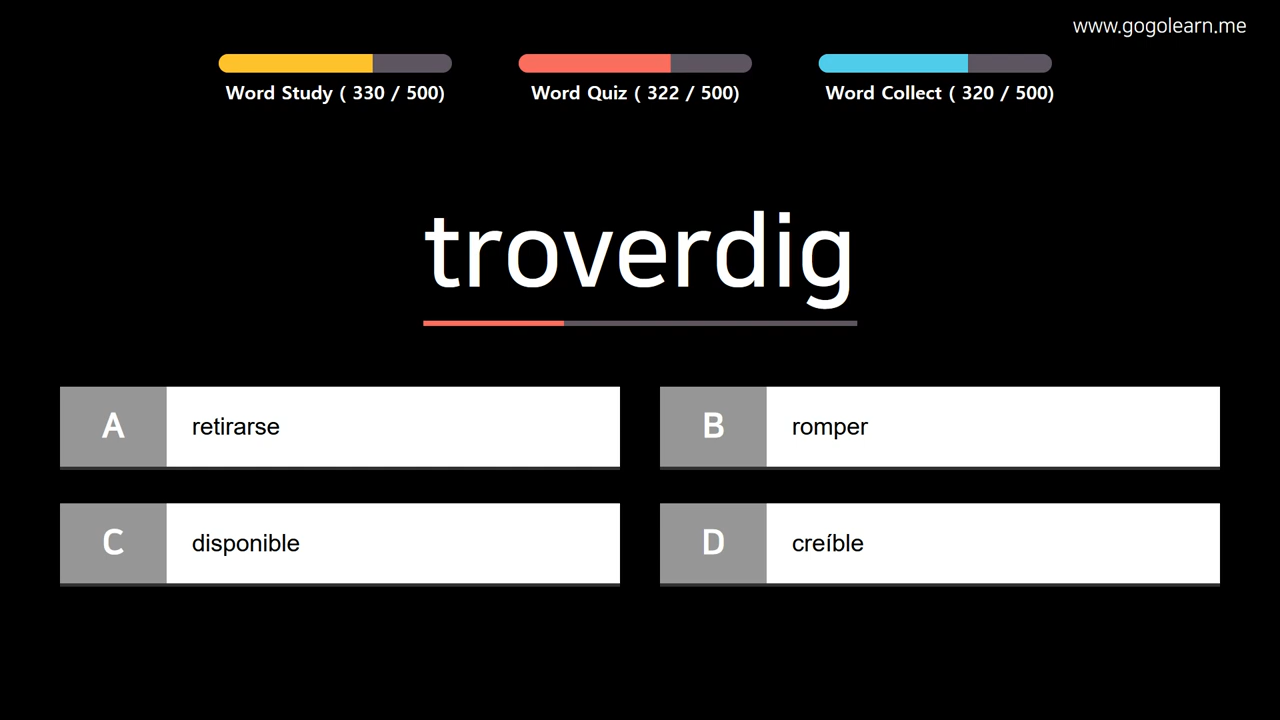 www.gogolearn.me
Word Study ( 330 / 500)
Word Quiz ( 322 / 500)
Word Collect ( 320 / 500)
troverdig
A retirarse
B romper
C disponible
D creíble